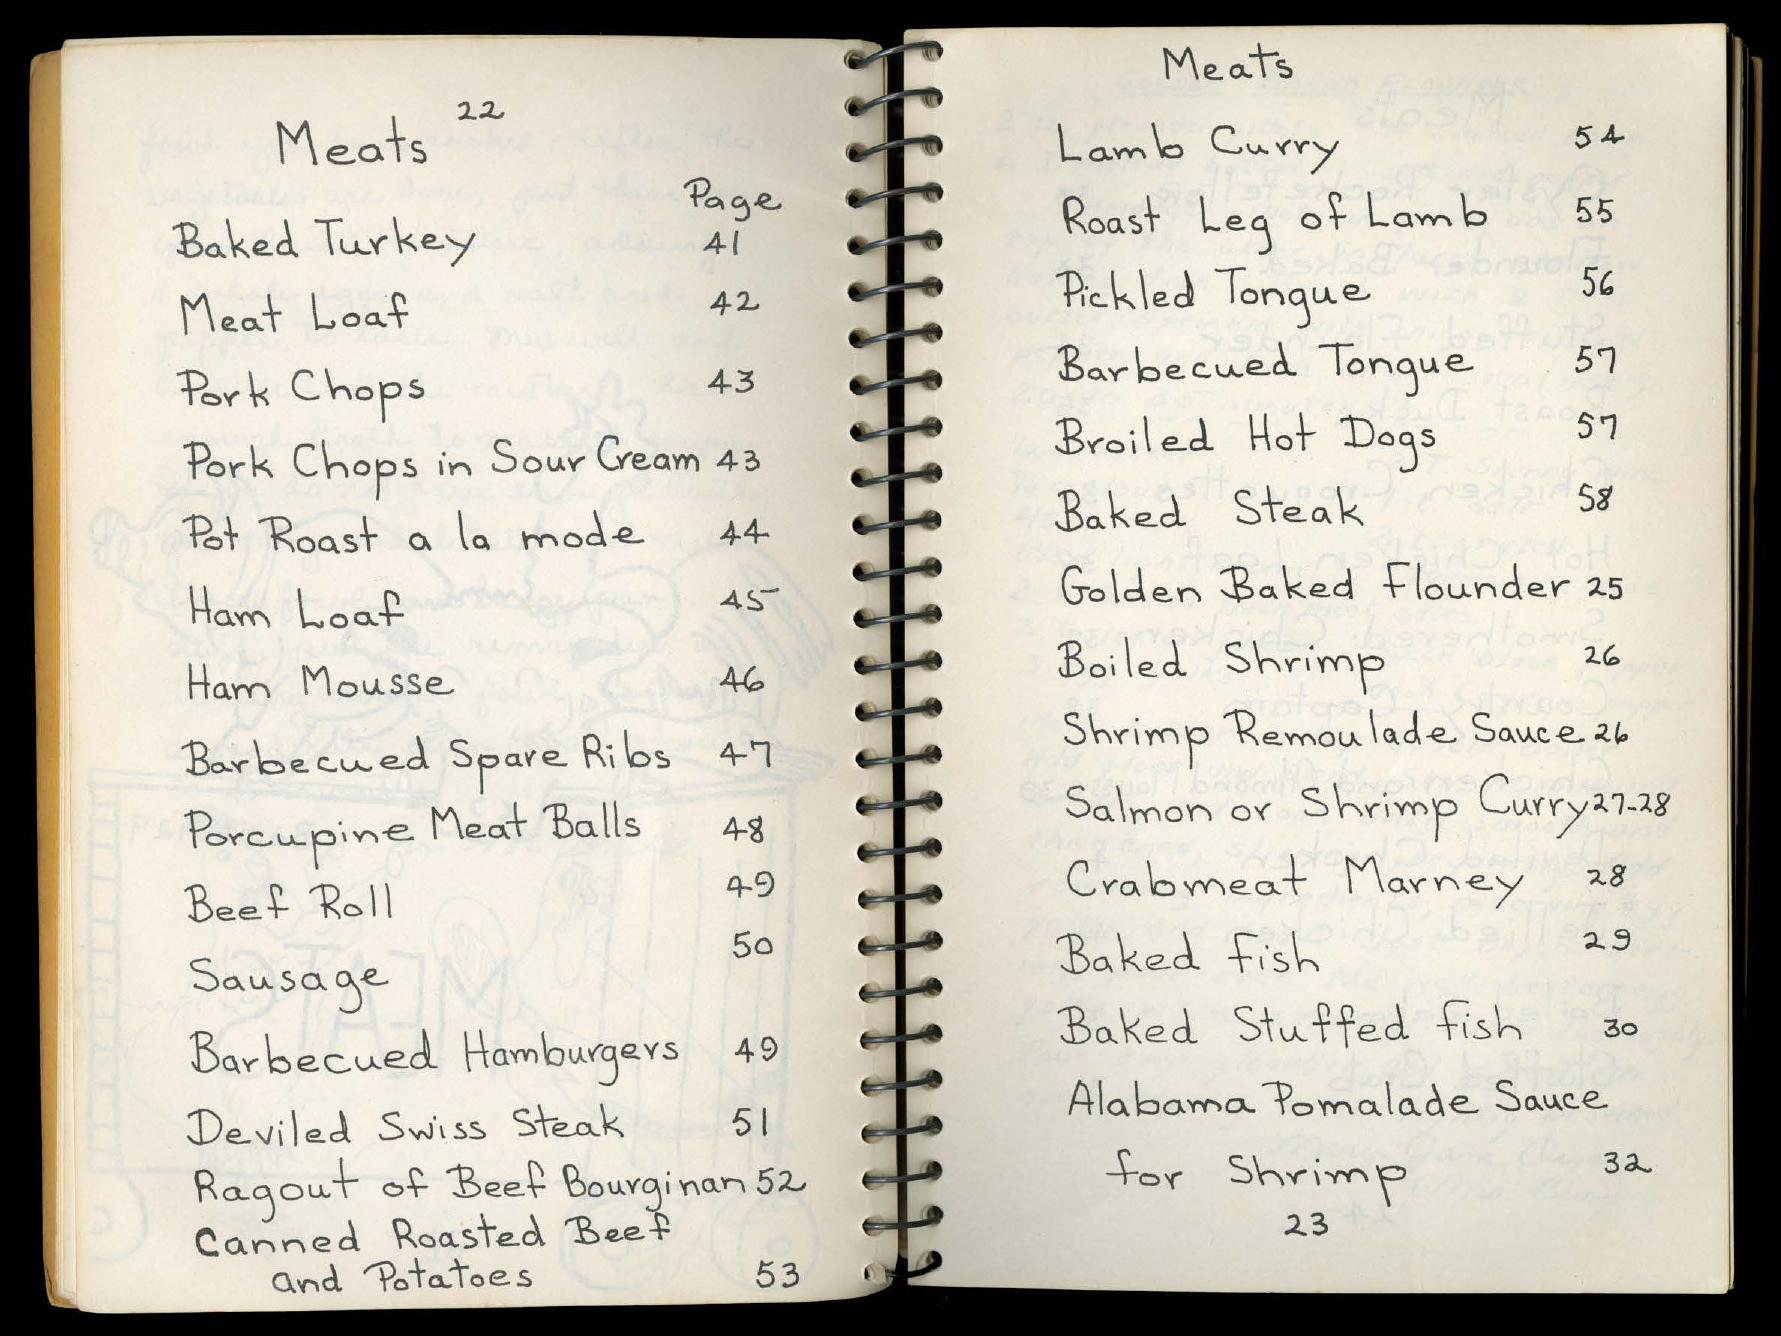 22
Meats
Page
Baked Turkey 41
Meat Loaf 42
Pork Chops 43
Pork Chops in Sour Cream 43
Pot Roast a la mode 44
Ham Loaf 45
Ham Mousse 46
Barbecued Spare Ribs 47
Porcupine Meat Balls 48
Beef Roll 49
Sausage 50
Barbecued Hamburgers 49
Deviled Swiss Steak 51
Ragout of Beef Bourginan 52
Canned Roasted Beef
and Potatoes 53
Meats
Lamb Curry 54
Roast Leg of Lamb 55
Pickled Tongue 56
Barbecued Tongue 57
Broiled Hot Dogs 57
Baked Steak 58
Golden Baked Flounder 25
Boiled Shrimp 26
Shrimp Remoulade Sauce 26
Salmon or Shrimp Curry 27-28
Crabmeat Marney 28
Baked fish 29
Baked Stuffed fish 30
Alabama Pomalade Sauce
for Shrimp 32
23